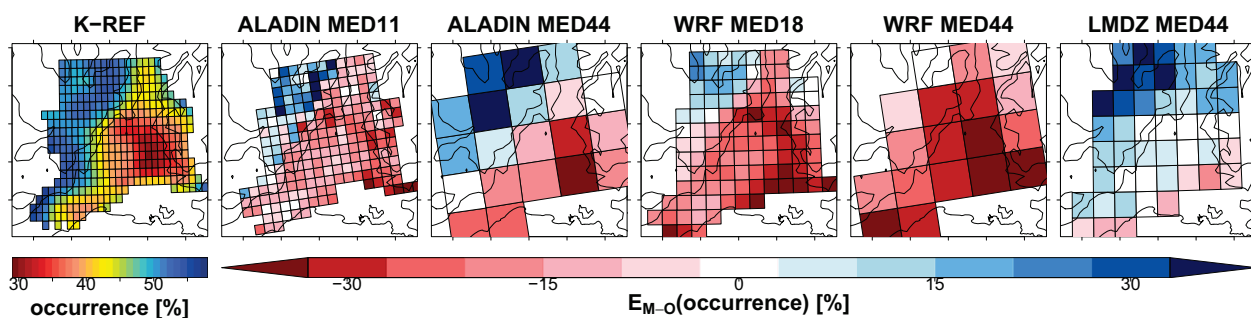 K−REF ALADIN MED11 ALADIN MED44 WRF MED18 WRF MED44 LMDZ MED44
30 40 50 −30 −15 0 15 30
occurrence [%] E_M−O(occurrence) [%]